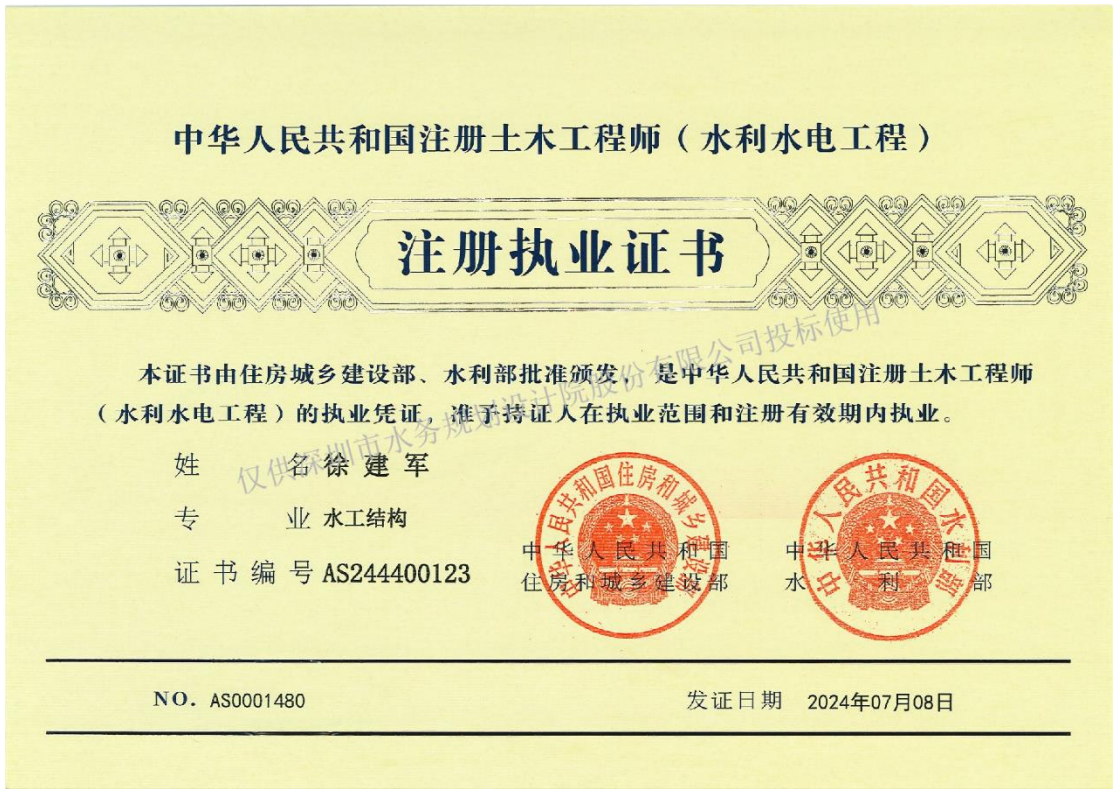 中华人民共和国注册土木工程师（水利水电工程）
注册执业证书
本证书由住房城乡建设部、水利部批准颁发，是中华人民共和国注册土木工程师
（水利水电工程）的执业凭证，准予持证人在执业范围和注册有效期内执业。
仅供深圳市水务规划设计院股份有限公司投标使用
姓 名 徐建军
专 业 水工结构
证书编号 AS244400123
中华人民共和国住房和城乡建设部
中华人民共和国
住房和城乡建设部
中华人民共和国水利部
中华人民共和国
水利部
NO. AS0001480
发证日期 2024年07月08日